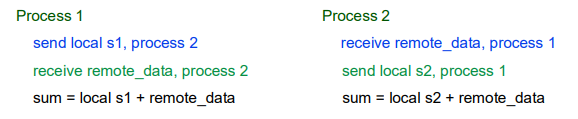 Process 1
send local s1, process 2
receive remote_data, process 2
sum = local s1 + remote_data
Process 2
receive remote_data, process 1
send local s2, process 1
sum = local s2 + remote_data